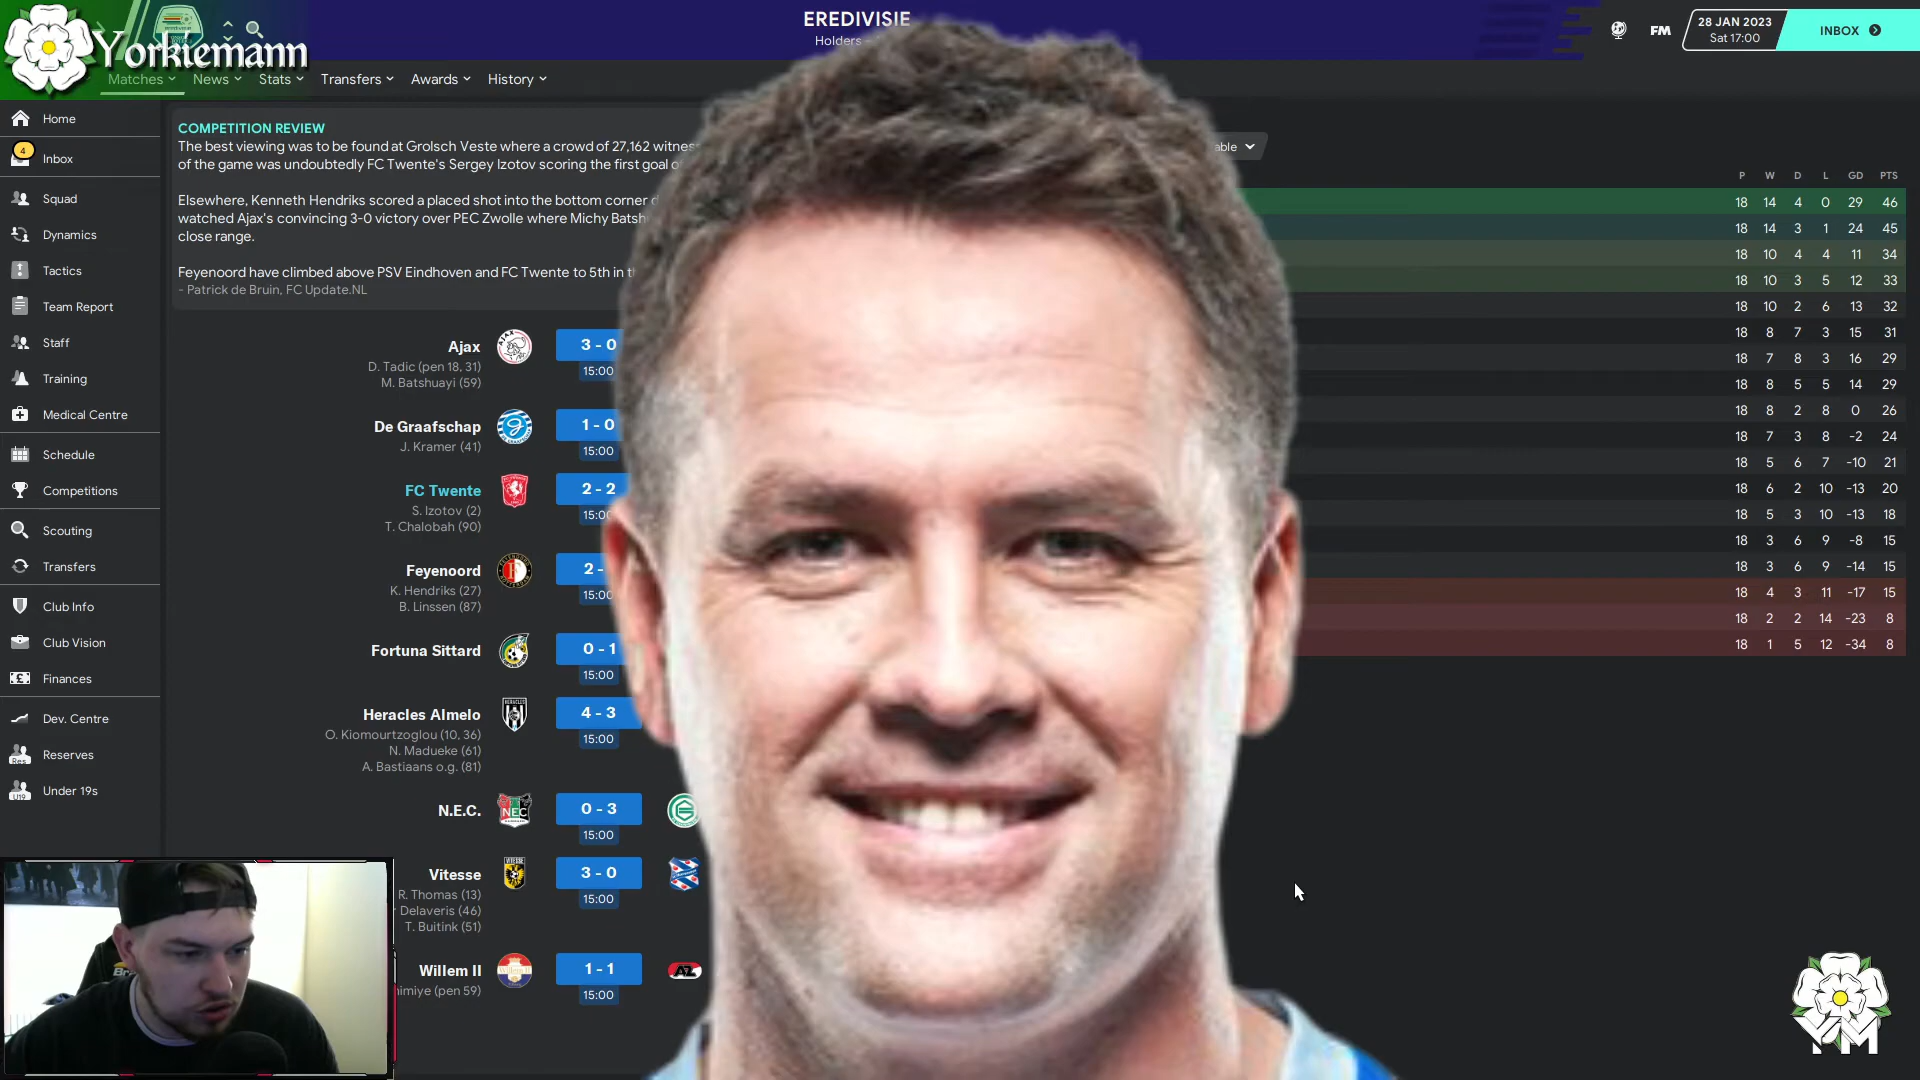 EREDIVISIE
Holders
Yorkiemann
FM
28 JAN 2023
Sat 17:00
INBOX
Matches
News
Stats
Transfers
Awards
History
Home
4
Inbox
Squad
Dynamics
Tactics
Team Report
Staff
Training
Medical Centre
Schedule
Competitions
Scouting
Transfers
Club Info
Club Vision
Finances
Dev. Centre
Reserves
Under 19s
COMPETITION REVIEW
The best viewing was to be found at Grolsch Veste where a crowd of 27,162
of the game was undoubtedly FC Twente's Sergey Izotov scoring the first goal
Elsewhere, Kenneth Hendriks scored a placed shot into the bottom corner
watched Ajax's convincing 3-0 victory over PEC Zwolle where Michy
close range.
Feyenoord have climbed above PSV Eindhoven and FC Twente to 5th in
- Patrick de Bruin, FC Update.NL
Ajax 3 - 0
D. Tadic (pen 18, 31) 15:00
M. Batshuayi (59)
De Graafschap 1 - 0
J. Kramer (41) 15:00
FC Twente 2 - 2
S. Izotov (2) 15:00
T. Chalobah (90)
Feyenoord 2 -
K. Hendriks (27) 15:00
B. Linssen (87)
Fortuna Sittard 0 - 1
15:00
Heracles Almelo 4 - 3
O. Kiomourtzoglou (10, 36) 15:00
N. Madueke (61)
A. Bastiaans o.g. (81)
N.E.C. 0 - 3
15:00
Vitesse 3 - 0
R. Thomas (13) 15:00
Delaveris (46)
T. Buitink (51)
Willem II 1 - 1 AZ
(pen 59) 15:00
P W D L GD PTS
18 14 4 0 29 46
18 14 3 1 24 45
18 10 4 4 11 34
18 10 3 5 12 33
18 10 2 6 13 32
18 8 7 3 15 31
18 7 8 3 16 29
18 8 5 5 14 29
18 8 2 8 0 26
18 7 3 8 -2 24
18 5 6 7 -10 21
18 6 2 10 -13 20
18 5 3 10 -13 18
18 3 6 9 -8 15
18 3 6 9 -14 15
18 4 3 11 -17 15
18 2 2 14 -23 8
18 1 5 12 -34 8
YM